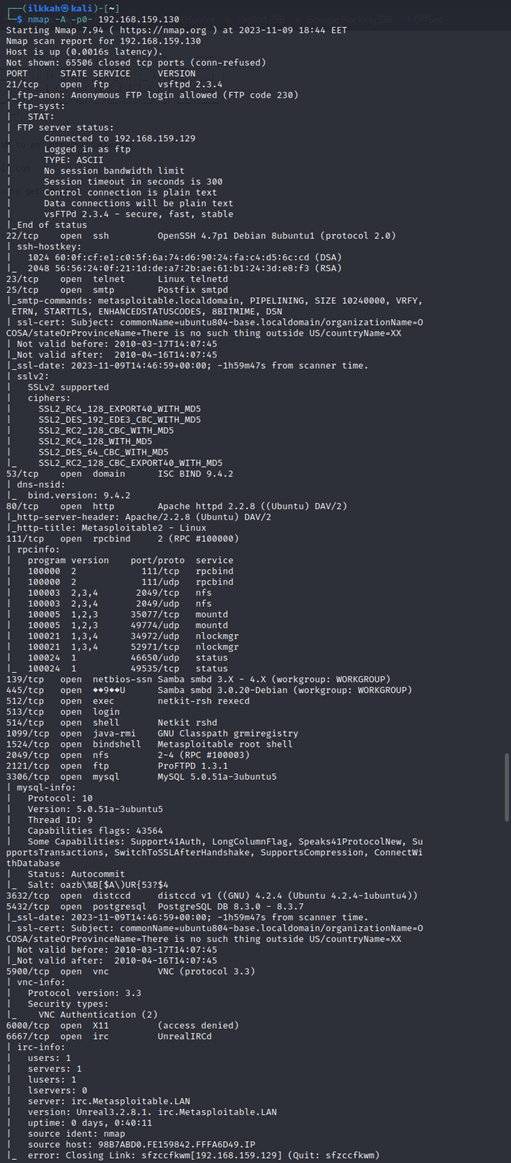 ┌──(ilkkah㉿kali)-[~]
└─$ nmap -A -p0- 192.168.159.130
Starting Nmap 7.94 ( https://nmap.org ) at 2023-11-09 18:44 EET
Nmap scan report for 192.168.159.130
Host is up (0.0016s latency).
Not shown: 65506 closed tcp ports (conn-refused)
PORT      STATE SERVICE     VERSION
21/tcp    open  ftp         vsftpd 2.3.4
|_ftp-anon: Anonymous FTP login allowed (FTP code 230)
| ftp-syst:
|   STAT:
| FTP server status:
|      Connected to 192.168.159.129
|      Logged in as ftp
|      TYPE: ASCII
|      No session bandwidth limit
|      Session timeout in seconds is 300
|      Control connection is plain text
|      Data connections will be plain text
|      vsFTPd 2.3.4 - secure, fast, stable
|_End of status
22/tcp    open  ssh         OpenSSH 4.7p1 Debian 8ubuntu1 (protocol 2.0)
| ssh-hostkey:
|   1024 60:0f:cf:e1:c0:5f:6a:74:d6:90:24:fa:c4:d5:6c:cd (DSA)
|_  2048 56:56:24:0f:21:1d:de:a7:2b:ae:61:b1:24:3d:e8:f3 (RSA)
23/tcp    open  telnet      Linux telnetd
25/tcp    open  smtp        Postfix smtpd
|_smtp-commands: metasploitable.localdomain, PIPELINING, SIZE 10240000, VRFY,
ETRN, STARTTLS, ENHANCEDSTATUSCODES, 8BITMIME, DSN
| ssl-cert: Subject: commonName=ubuntu804-base.localdomain/organizationName=O
COSA/stateOrProvinceName=There is no such thing outside US/countryName=XX
| Not valid before: 2010-03-17T14:07:45
|_Not valid after:  2010-04-16T14:07:45
|_ssl-date: 2023-11-09T14:46:59+00:00; -1h59m47s from scanner time.
| sslv2:
|   SSLv2 supported
|   ciphers:
|     SSL2_RC4_128_EXPORT40_WITH_MD5
|     SSL2_DES_192_EDE3_CBC_WITH_MD5
|     SSL2_RC2_128_CBC_WITH_MD5
|     SSL2_RC4_128_WITH_MD5
|     SSL2_DES_64_CBC_WITH_MD5
|_    SSL2_RC2_128_CBC_EXPORT40_WITH_MD5
53/tcp    open  domain      ISC BIND 9.4.2
| dns-nsid:
|_  bind.version: 9.4.2
80/tcp    open  http        Apache httpd 2.2.8 ((Ubuntu) DAV/2)
|_http-server-header: Apache/2.2.8 (Ubuntu) DAV/2
|_http-title: Metasploitable2 - Linux
111/tcp   open  rpcbind     2 (RPC #100000)
| rpcinfo:
|   program version    port/proto  service
|   100000  2            111/tcp   rpcbind
|   100000  2            111/udp   rpcbind
|   100003  2,3,4       2049/tcp   nfs
|   100003  2,3,4       2049/udp   nfs
|   100005  1,2,3      35077/tcp   mountd
|   100005  1,2,3      49774/udp   mountd
|   100021  1,3,4      34972/udp   nlockmgr
|   100021  1,3,4      52971/tcp   nlockmgr
|   100024  1          46650/udp   status
|_  100024  1          49535/tcp   status
139/tcp   open  netbios-ssn Samba smbd 3.X - 4.X (workgroup: WORKGROUP)
445/tcp   open  ��9��U      Samba smbd 3.0.20-Debian (workgroup: WORKGROUP)
512/tcp   open  exec        netkit-rsh rexecd
513/tcp   open  login
514/tcp   open  shell       Netkit rshd
1099/tcp  open  java-rmi    GNU Classpath grmiregistry
1524/tcp  open  bindshell   Metasploitable root shell
2049/tcp  open  nfs         2-4 (RPC #100003)
2121/tcp  open  ftp         ProFTPD 1.3.1
3306/tcp  open  mysql       MySQL 5.0.51a-3ubuntu5
| mysql-info:
|   Protocol: 10
|   Version: 5.0.51a-3ubuntu5
|   Thread ID: 9
|   Capabilities flags: 43564
|   Some Capabilities: Support41Auth, LongColumnFlag, Speaks41ProtocolNew, Su
pportsTransactions, SwitchToSSLAfterHandshake, SupportsCompression, ConnectWi
thDatabase
|   Status: Autocommit
|_  Salt: oazb\%B[$A\)UR{53?$4
3632/tcp  open  distccd     distccd v1 ((GNU) 4.2.4 (Ubuntu 4.2.4-1ubuntu4))
5432/tcp  open  postgresql  PostgreSQL DB 8.3.0 - 8.3.7
|_ssl-date: 2023-11-09T14:46:59+00:00; -1h59m47s from scanner time.
| ssl-cert: Subject: commonName=ubuntu804-base.localdomain/organizationName=O
COSA/stateOrProvinceName=There is no such thing outside US/countryName=XX
| Not valid before: 2010-03-17T14:07:45
|_Not valid after:  2010-04-16T14:07:45
5900/tcp  open  vnc         VNC (protocol 3.3)
| vnc-info:
|   Protocol version: 3.3
|   Security types:
|_    VNC Authentication (2)
6000/tcp  open  X11         (access denied)
6667/tcp  open  irc         UnrealIRCd
| irc-info:
|   users: 1
|   servers: 1
|   lusers: 1
|   lservers: 0
|   server: irc.Metasploitable.LAN
|   version: Unreal3.2.8.1. irc.Metasploitable.LAN
|   uptime: 0 days, 0:40:11
|   source ident: nmap
|   source host: 98B7ABD0.FE159842.FFFA6D49.IP
|_  error: Closing Link: sfzccfkwm[192.168.159.129] (Quit: sfzccfkwm)